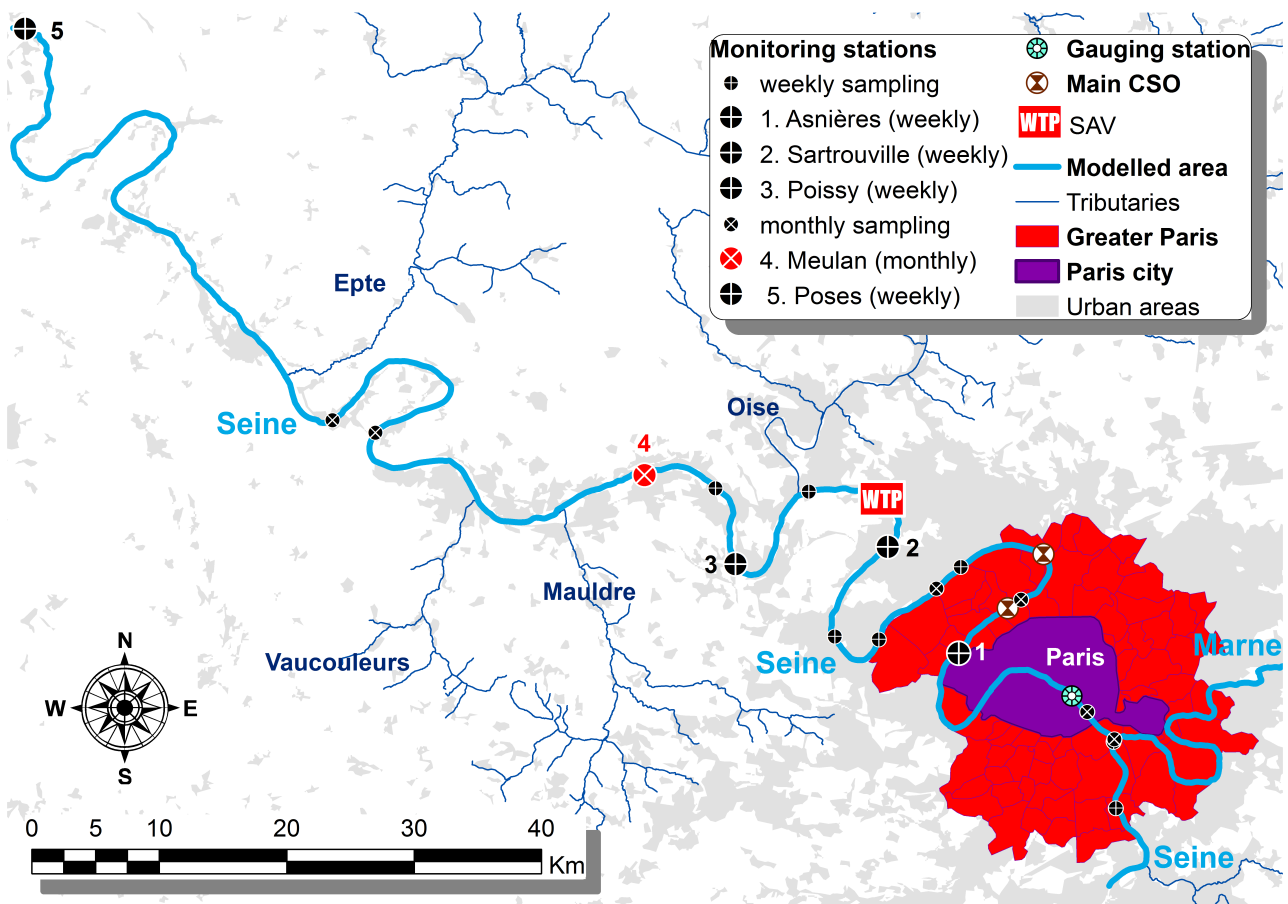 5
Monitoring stations
weekly sampling
1. Asnières (weekly)
2. Sartrouville (weekly)
3. Poissy (weekly)
monthly sampling
4. Meulan (monthly)
5. Poses (weekly)
Gauging station
Main CSO
WTP SAV
Modelled area
Tributaries
Greater Paris
Paris city
Urban areas
Epte
Seine
Oise
4
WTP
3
2
Mauldre
Vaucouleurs
Seine
1
Paris
Marne
N
W
E
S
0 5 10 20 30 40
Km
Seine